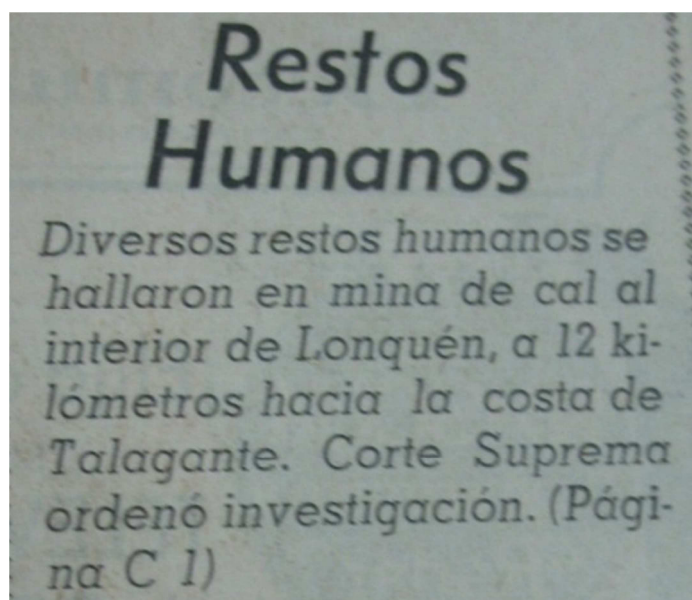 Restos
Humanos
Diversos restos humanos se
hallaron en mina de cal al
interior de Lonquén, a 12 ki-
lómetros hacia la costa de
Talagante. Corte Suprema
ordenó investigación. (Pági-
na C 1)